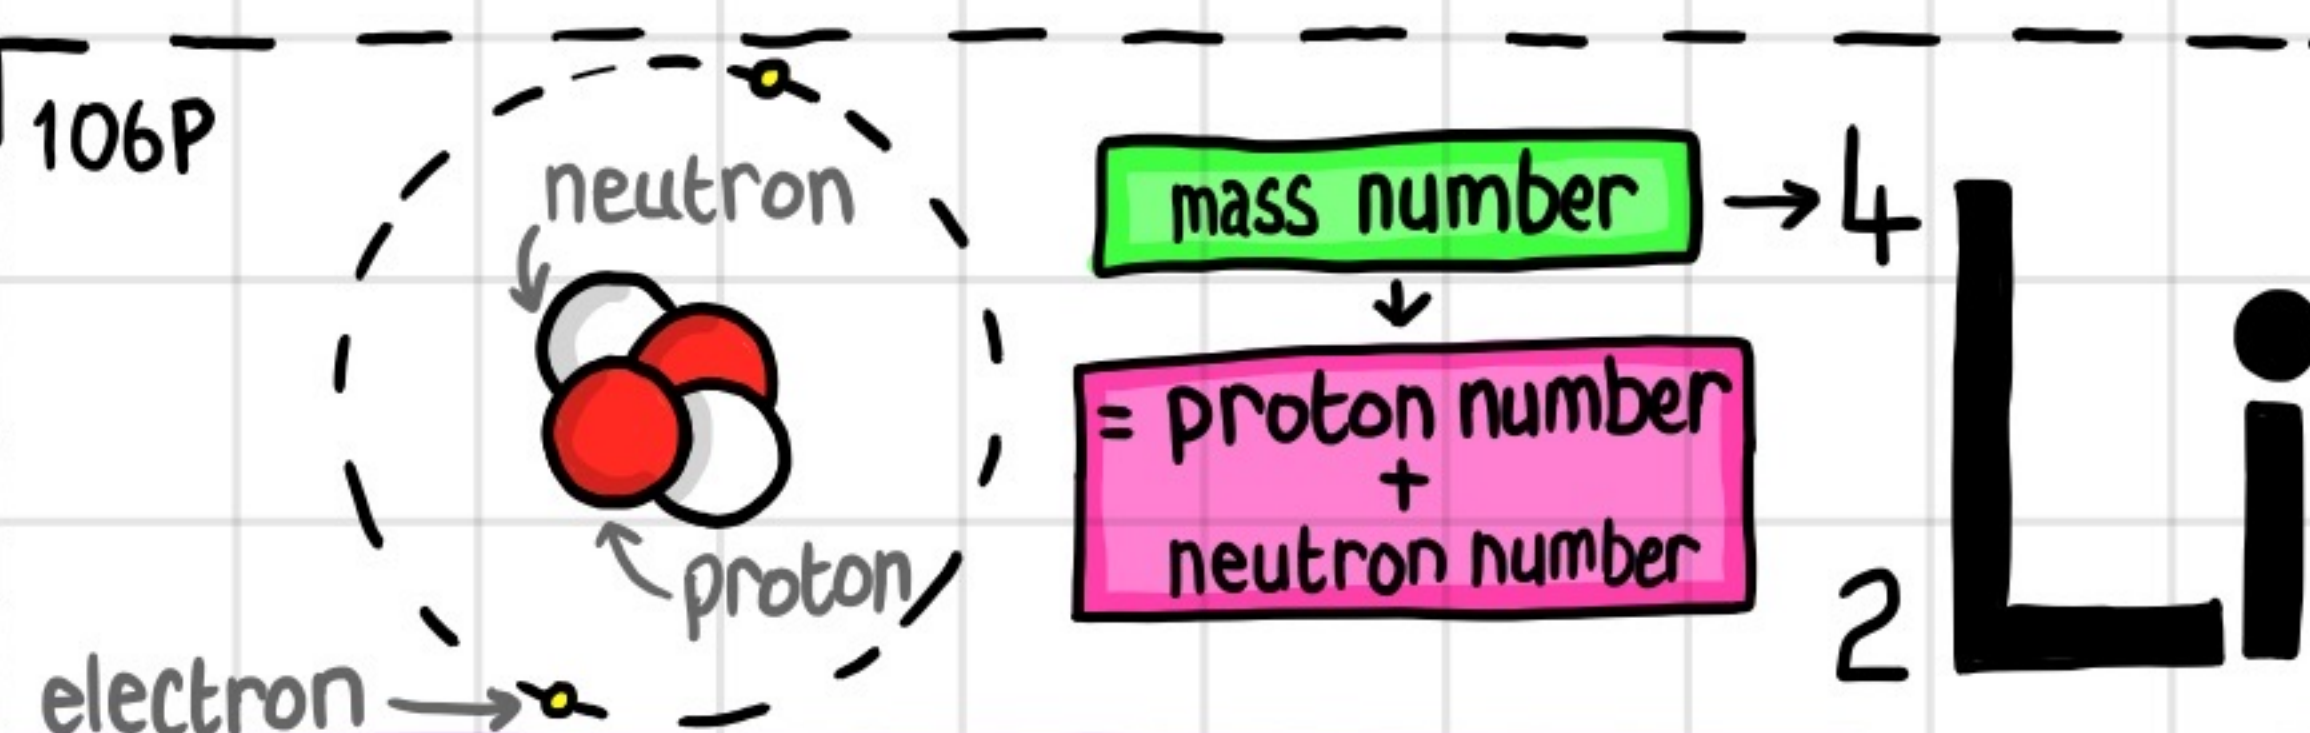 106P
neutron
mass number → 4
Li
= proton number
+
neutron number
proton
2
electron